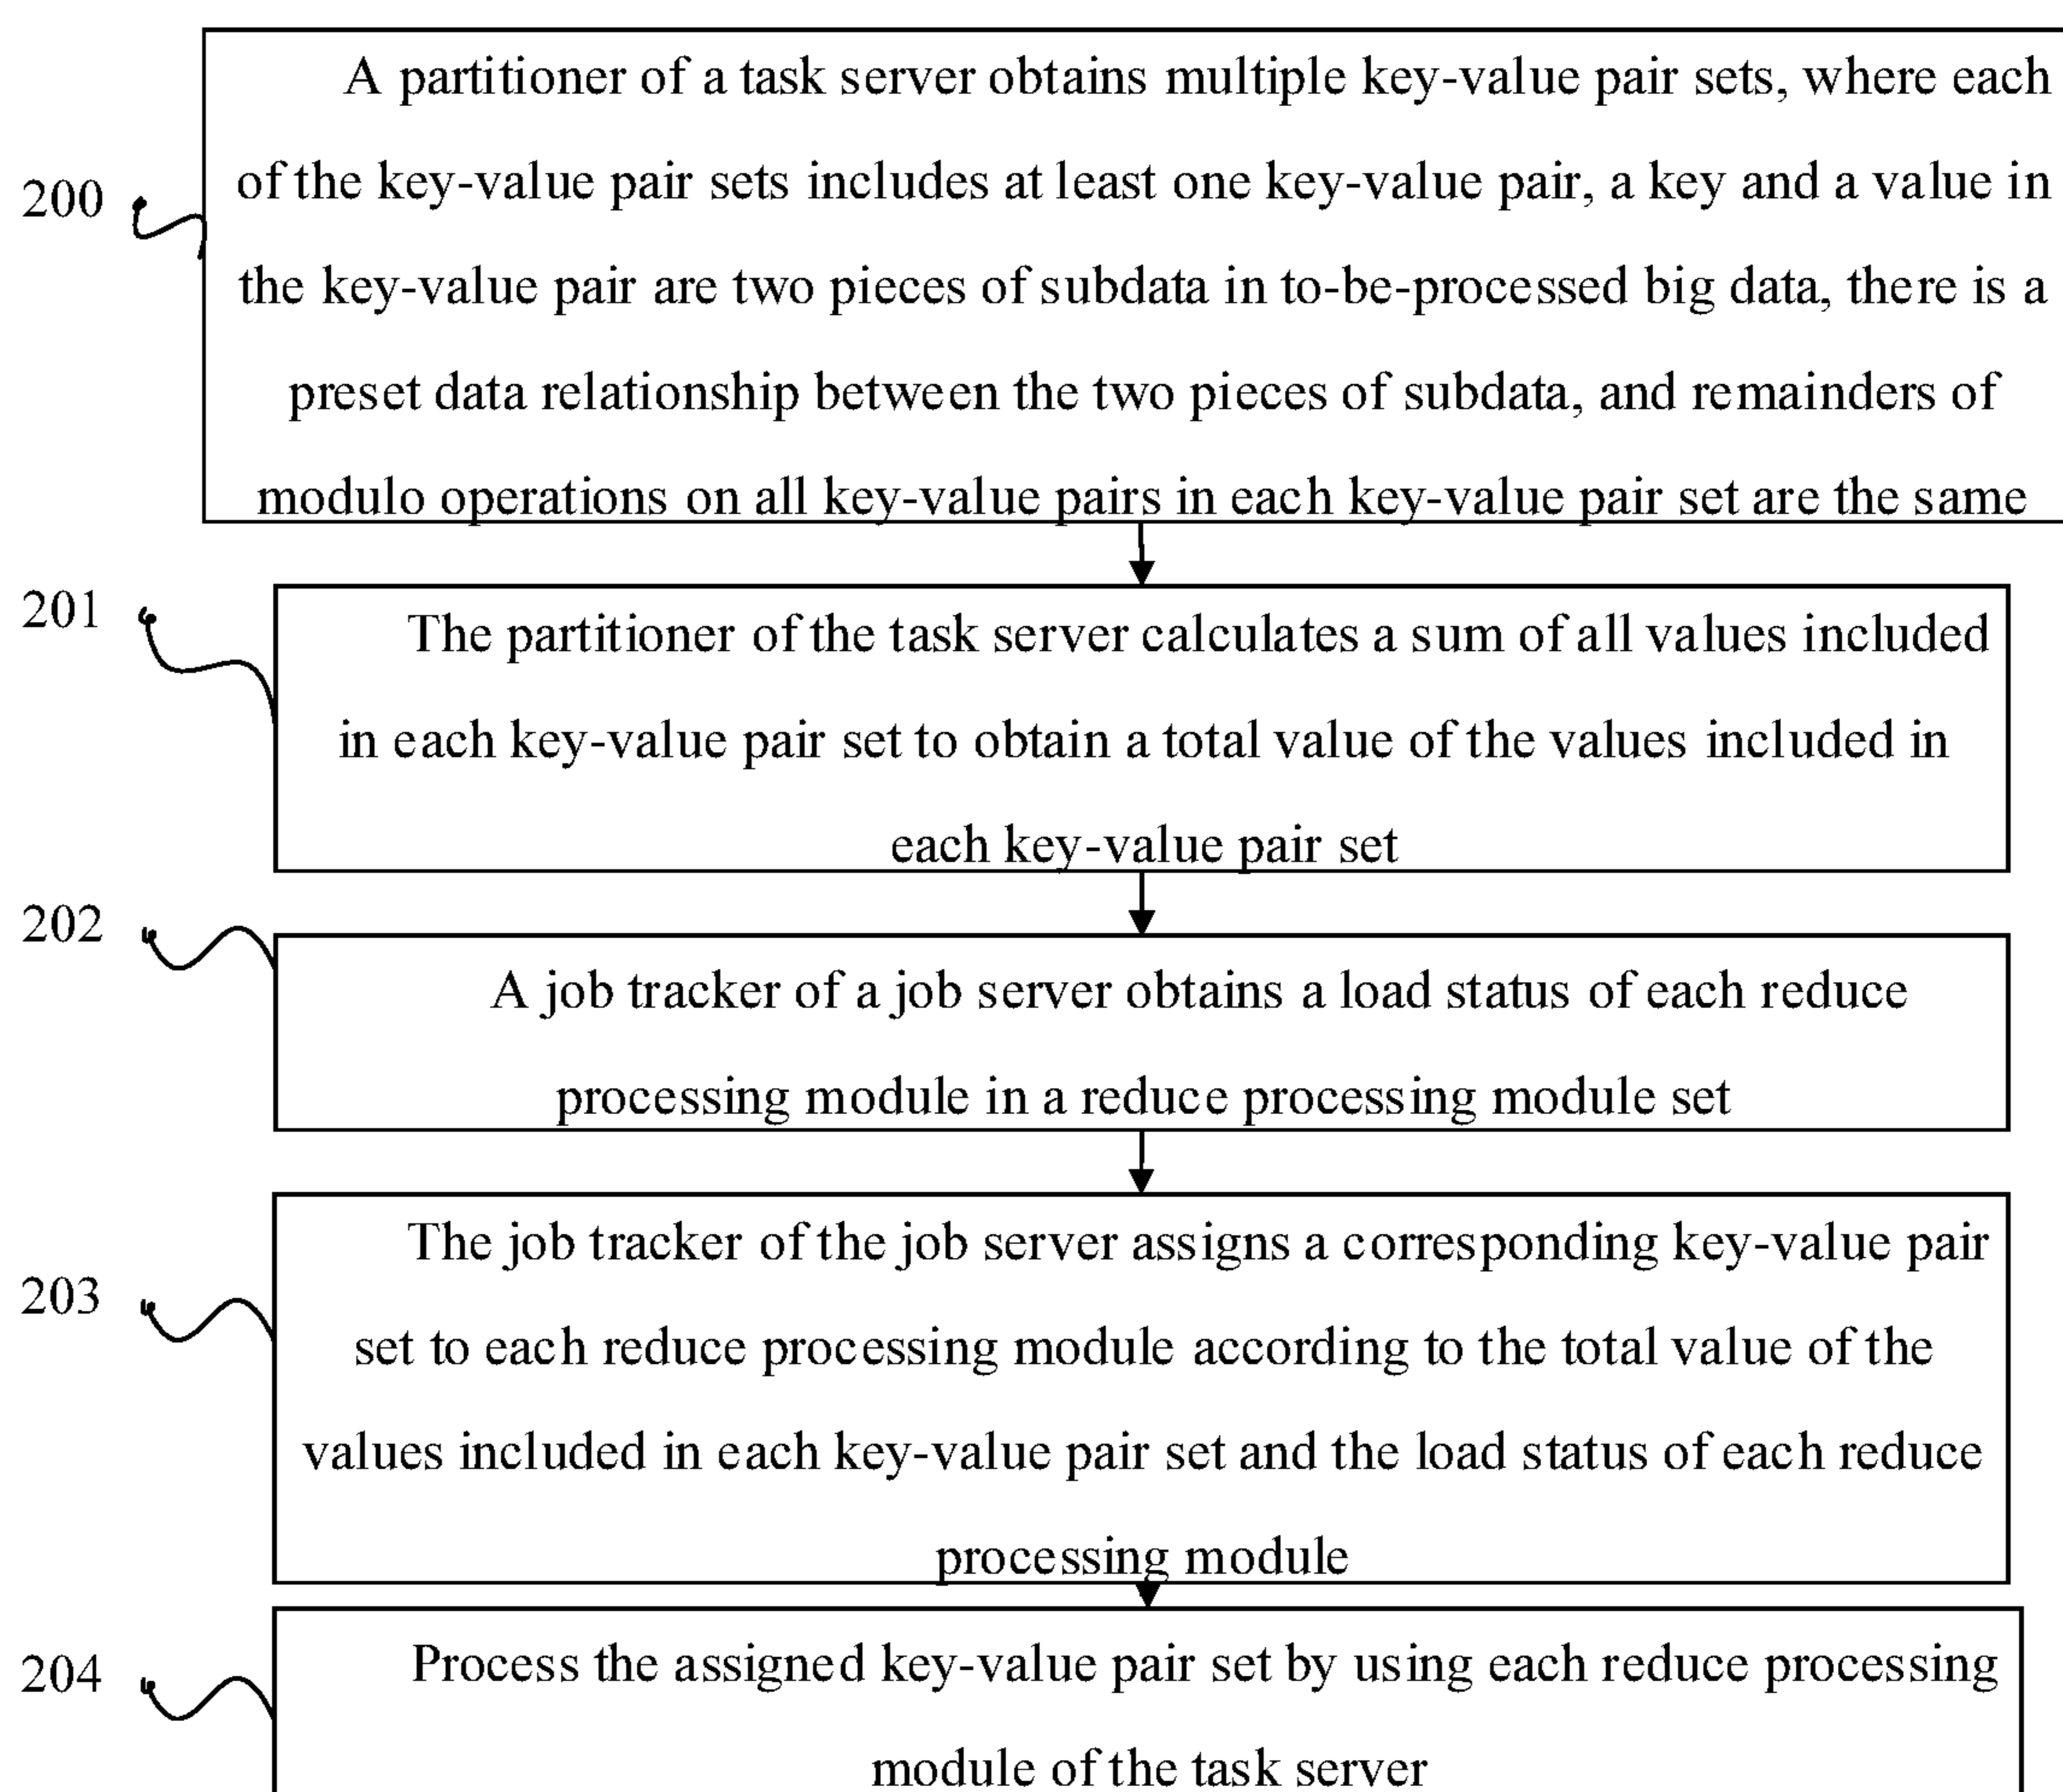 200
A partitioner of a task server obtains multiple key-value pair sets, where each
of the key-value pair sets includes at least one key-value pair, a key and a value in
the key-value pair are two pieces of subdata in to-be-processed big data, there is a
preset data relationship between the two pieces of subdata, and remainders of
modulo operations on all key-value pairs in each key-value pair set are the same
201
The partitioner of the task server calculates a sum of all values included
in each key-value pair set to obtain a total value of the values included in
each key-value pair set
202
A job tracker of a job server obtains a load status of each reduce
processing module in a reduce processing module set
203
The job tracker of the job server assigns a corresponding key-value pair
set to each reduce processing module according to the total value of the
values included in each key-value pair set and the load status of each reduce
processing module
204
Process the assigned key-value pair set by using each reduce processing
module of the task server